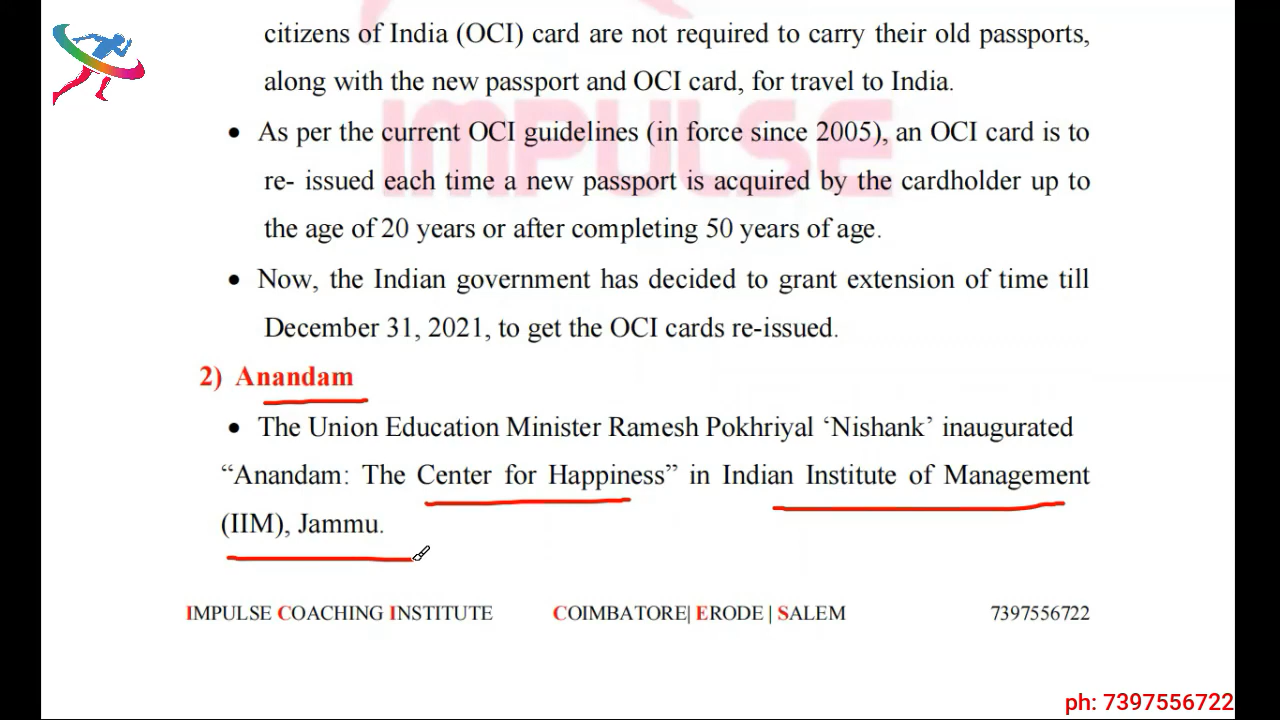 citizens of India (OCI) card are not required to carry their old passports,
along with the new passport and OCI card, for travel to India.
IMPULSE
• As per the current OCI guidelines (in force since 2005), an OCI card is to
re- issued each time a new passport is acquired by the cardholder up to
the age of 20 years or after completing 50 years of age.
• Now, the Indian government has decided to grant extension of time till
December 31, 2021, to get the OCI cards re-issued.
2) Anandam
• The Union Education Minister Ramesh Pokhriyal ‘Nishank’ inaugurated
“Anandam: The Center for Happiness” in Indian Institute of Management
(IIM), Jammu.
IMPULSE COACHING INSTITUTE COIMBATORE| ERODE | SALEM 7397556722
ph: 7397556722